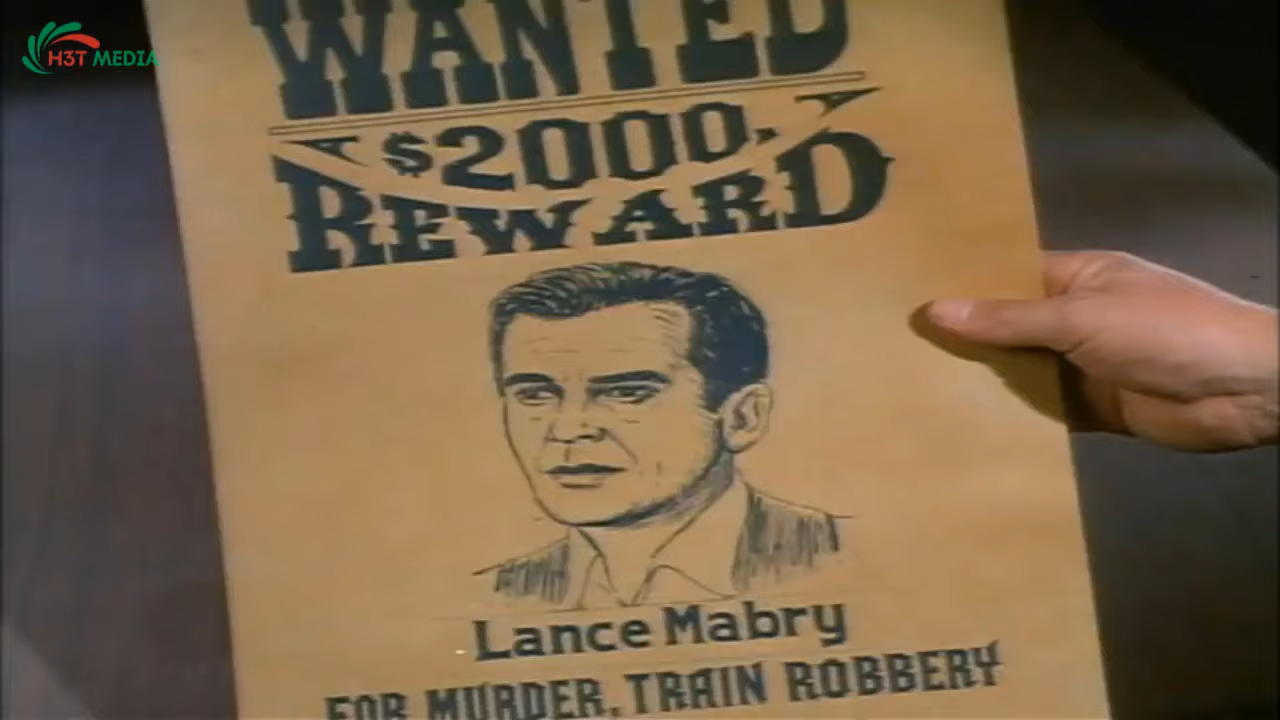 H3T MEDIA
WANTED
$2000.
REWARD
Lance Mabry
FOR MURDER, TRAIN ROBBERY